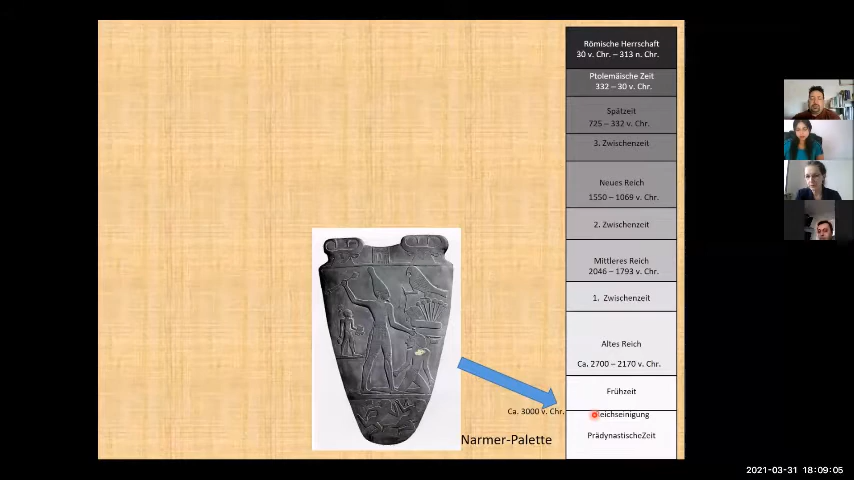 Römische Herrschaft
30 v. Chr. – 313 n. Chr.
Ptolemäische Zeit
332 – 30 v. Chr.
Spätzeit
725 – 332 v. Chr.
3. Zwischenzeit
Neues Reich
1550 – 1069 v. Chr.
2. Zwischenzeit
Mittleres Reich
2046 – 1793 v. Chr.
1. Zwischenzeit
Altes Reich
Ca. 2700 – 2170 v. Chr.
Frühzeit
Ca. 3000 v. Chr.
Reichseinigung
PrädynastischeZeit
Narmer-Palette
2021-03-31 18:09:05